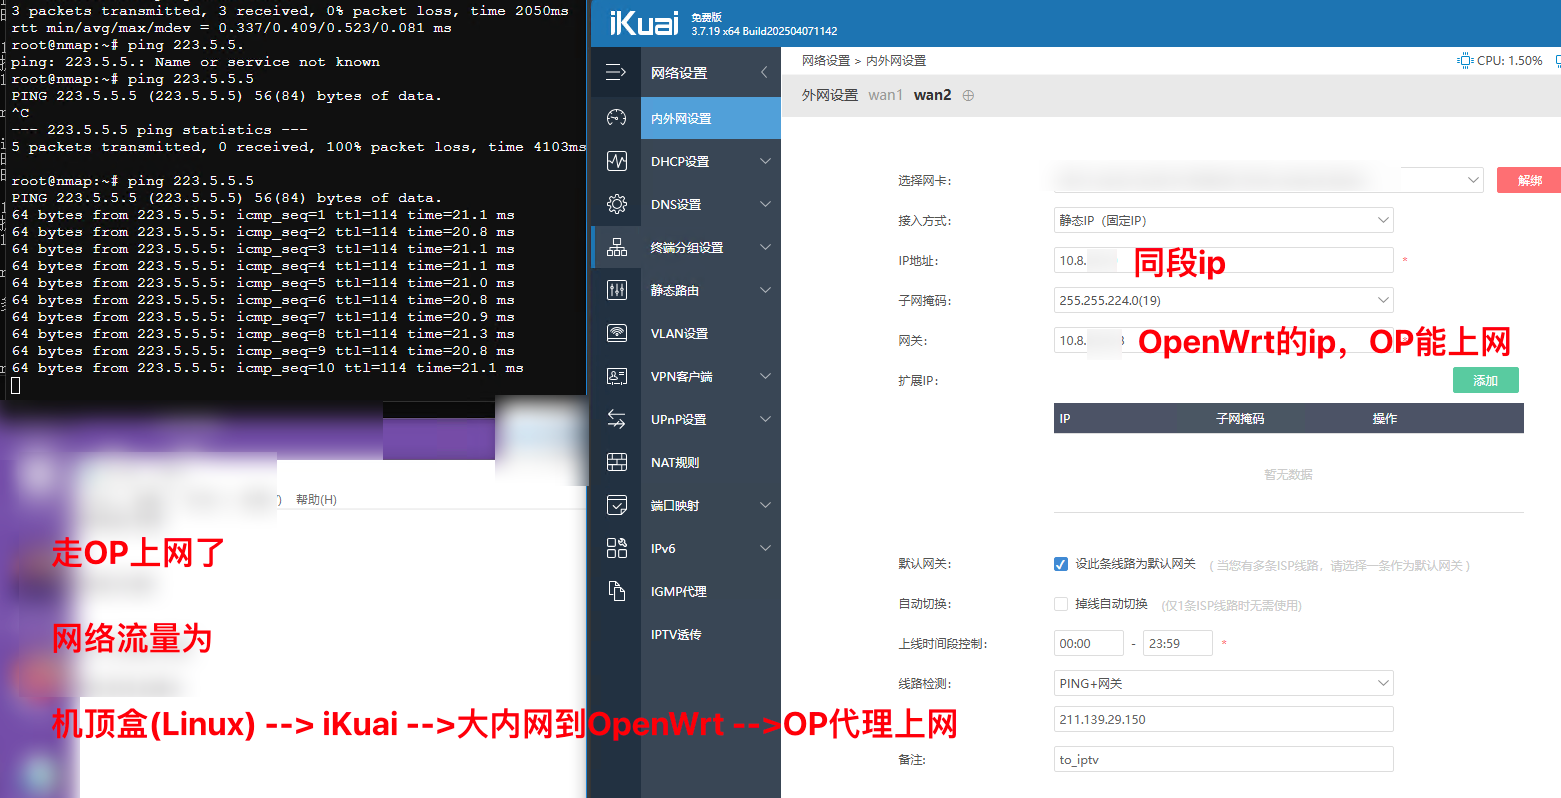 3 packets transmitted, 3 received, 0% packet loss, time 2050ms
rtt min/avg/max/mdev = 0.337/0.409/0.523/0.081 ms
root@nmap:~# ping 223.5.5.
ping: 223.5.5.: Name or service not known
root@nmap:~# ping 223.5.5.5
PING 223.5.5.5 (223.5.5.5) 56(84) bytes of data.
^C
--- 223.5.5.5 ping statistics ---
5 packets transmitted, 0 received, 100% packet loss, time 4103ms
root@nmap:~# ping 223.5.5.5
PING 223.5.5.5 (223.5.5.5) 56(84) bytes of data.
64 bytes from 223.5.5.5: icmp_seq=1 ttl=114 time=21.1 ms
64 bytes from 223.5.5.5: icmp_seq=2 ttl=114 time=20.8 ms
64 bytes from 223.5.5.5: icmp_seq=3 ttl=114 time=21.1 ms
64 bytes from 223.5.5.5: icmp_seq=4 ttl=114 time=21.1 ms
64 bytes from 223.5.5.5: icmp_seq=5 ttl=114 time=21.0 ms
64 bytes from 223.5.5.5: icmp_seq=6 ttl=114 time=20.8 ms
64 bytes from 223.5.5.5: icmp_seq=7 ttl=114 time=20.9 ms
64 bytes from 223.5.5.5: icmp_seq=8 ttl=114 time=21.3 ms
64 bytes from 223.5.5.5: icmp_seq=9 ttl=114 time=20.8 ms
64 bytes from 223.5.5.5: icmp_seq=10 ttl=114 time=21.1 ms
帮助(H)
走OP上网了
网络流量为
机顶盒(Linux) --> iKuai -->大内网到OpenWrt -->OP代理上网
iKuai 免费版
3.7.19 x64 Build202504071142
网络设置
内外网设置
DHCP设置
DNS设置
终端分组设置
静态路由
VLAN设置
VPN客户端
UPnP设置
NAT规则
端口映射
IPv6
IGMP代理
IPTV透传
网络设置 > 内外网设置
CPU: 1.50%
外网设置 wan1 wan2
选择网卡:
解绑
接入方式: 静态IP（固定IP）
IP地址: 10.8. 同段ip *
子网掩码: 255.255.224.0(19)
网关: 10.8. 3 OpenWrt的ip，OP能上网
扩展IP: 添加
IP 子网掩码 操作
暂无数据
默认网关: 设此条线路为默认网关 ( 当您有多条ISP线路，请选择一条作为默认网关 )
自动切换: 掉线自动切换 (仅1条ISP线路时无需使用)
上线时间段控制: 00:00 - 23:59 *
线路检测: PING+网关
211.139.29.150
备注: to_iptv